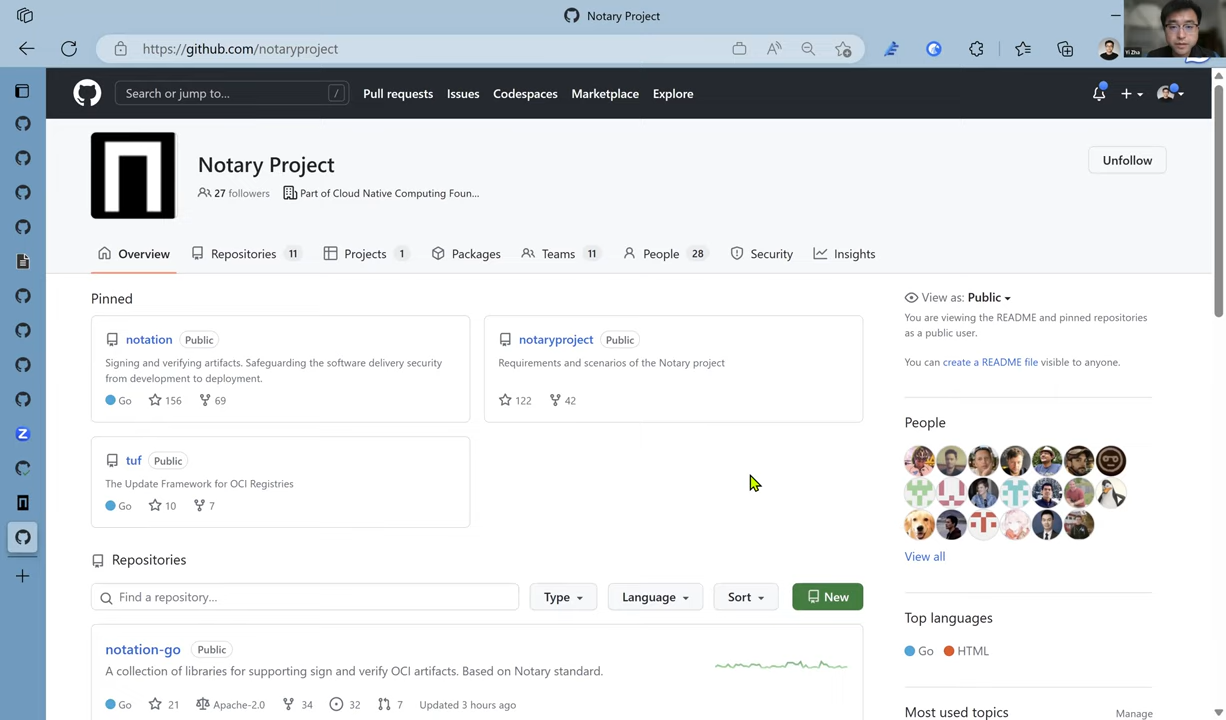 Notary Project
https://github.com/notaryproject
Yi Zha
Search or jump to...
/
Pull requests Issues Codespaces Marketplace Explore
Notary Project
27 followers Part of Cloud Native Computing Foun...
Unfollow
Overview Repositories 11 Projects 1 Packages Teams 11 People 28 Security Insights
Pinned
notation Public
Signing and verifying artifacts. Safeguarding the software delivery security
from development to deployment.
Go 156 69
notaryproject Public
Requirements and scenarios of the Notary project
122 42
tuf Public
The Update Framework for OCI Registries
Go 10 7
Repositories
Find a repository...
Type Language Sort New
notation-go Public
A collection of libraries for supporting sign and verify OCI artifacts. Based on Notary standard.
Go 21 Apache-2.0 34 32 7 Updated 3 hours ago
View as: Public
You are viewing the README and pinned repositories
as a public user.
You can create a README file visible to anyone.
People
View all
Top languages
Go HTML
Most used topics Manage